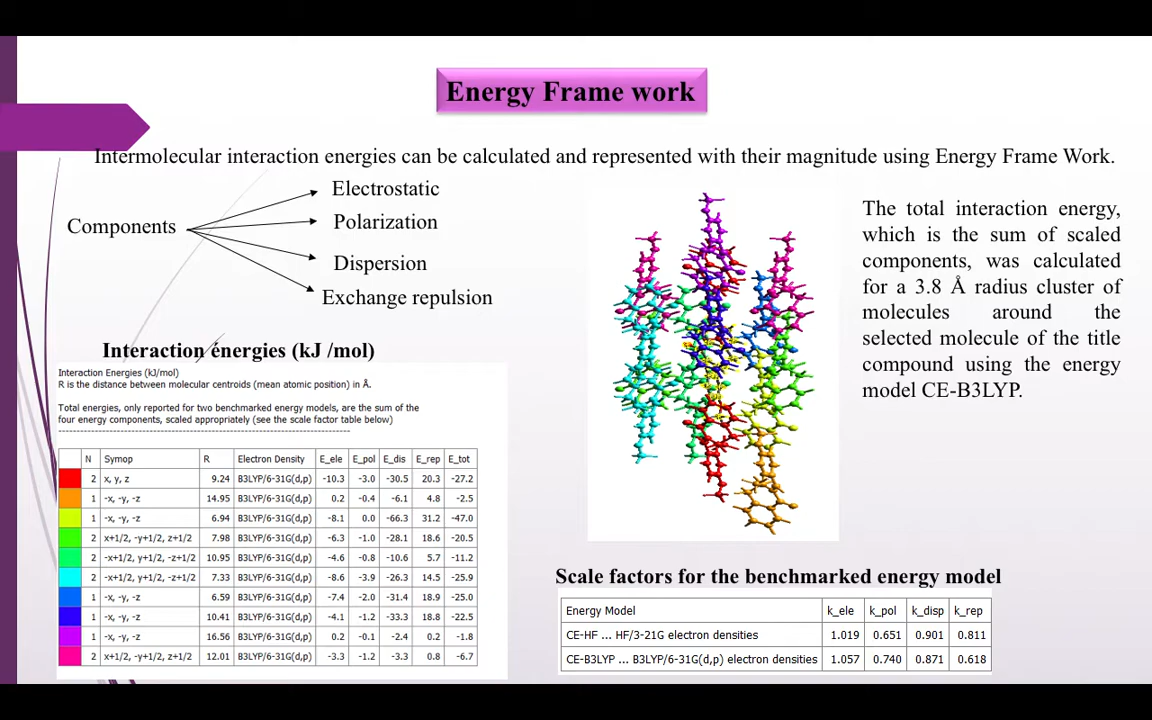 Energy Frame work
Intermolecular interaction energies can be calculated and represented with their magnitude using Energy Frame Work.
Components
Electrostatic
Polarization
Dispersion
Exchange repulsion
The total interaction energy,
which is the sum of scaled
components, was calculated
for a 3.8 Å radius cluster of
molecules around the
selected molecule of the title
compound using the energy
model CE-B3LYP.
Interaction énergies (kJ /mol)
Interaction Energies (kJ/mol)
R is the distance between molecular centroids (mean atomic position) in Å.
Total energies, only reported for two benchmarked energy models, are the sum of the
four energy components, scaled appropriately (see the scale factor table below)
N Symop R Electron Density E_ele E_pol E_dis E_rep E_tot
2 x, y, z 9.24 B3LYP/6-31G(d,p) -10.3 -3.0 -30.5 20.3 -27.2
1 -x, -y, -z 14.95 B3LYP/6-31G(d,p) 0.2 -0.4 -6.1 4.8 -2.5
1 -x, -y, -z 6.94 B3LYP/6-31G(d,p) -8.1 0.0 -66.3 31.2 -47.0
2 x+1/2, -y+1/2, z+1/2 7.98 B3LYP/6-31G(d,p) -6.3 -1.0 -28.1 18.6 -20.5
2 -x+1/2, y+1/2, -z+1/2 10.95 B3LYP/6-31G(d,p) -4.6 -0.8 -10.6 5.7 -11.2
2 -x+1/2, y+1/2, -z+1/2 7.33 B3LYP/6-31G(d,p) -8.6 -3.9 -26.3 14.5 -25.9
1 -x, -y, -z 6.59 B3LYP/6-31G(d,p) -7.4 -2.0 -31.4 18.9 -25.0
1 -x, -y, -z 10.41 B3LYP/6-31G(d,p) -4.1 -1.2 -33.3 18.8 -22.5
1 -x, -y, -z 16.56 B3LYP/6-31G(d,p) 0.2 -0.1 -2.4 0.2 -1.8
2 x+1/2, -y+1/2, z+1/2 12.01 B3LYP/6-31G(d,p) -3.3 -1.2 -3.3 0.8 -6.7
Scale factors for the benchmarked energy model
Energy Model k_ele k_pol k_disp k_rep
CE-HF ... HF/3-21G electron densities 1.019 0.651 0.901 0.811
CE-B3LYP ... B3LYP/6-31G(d,p) electron densities 1.057 0.740 0.871 0.618